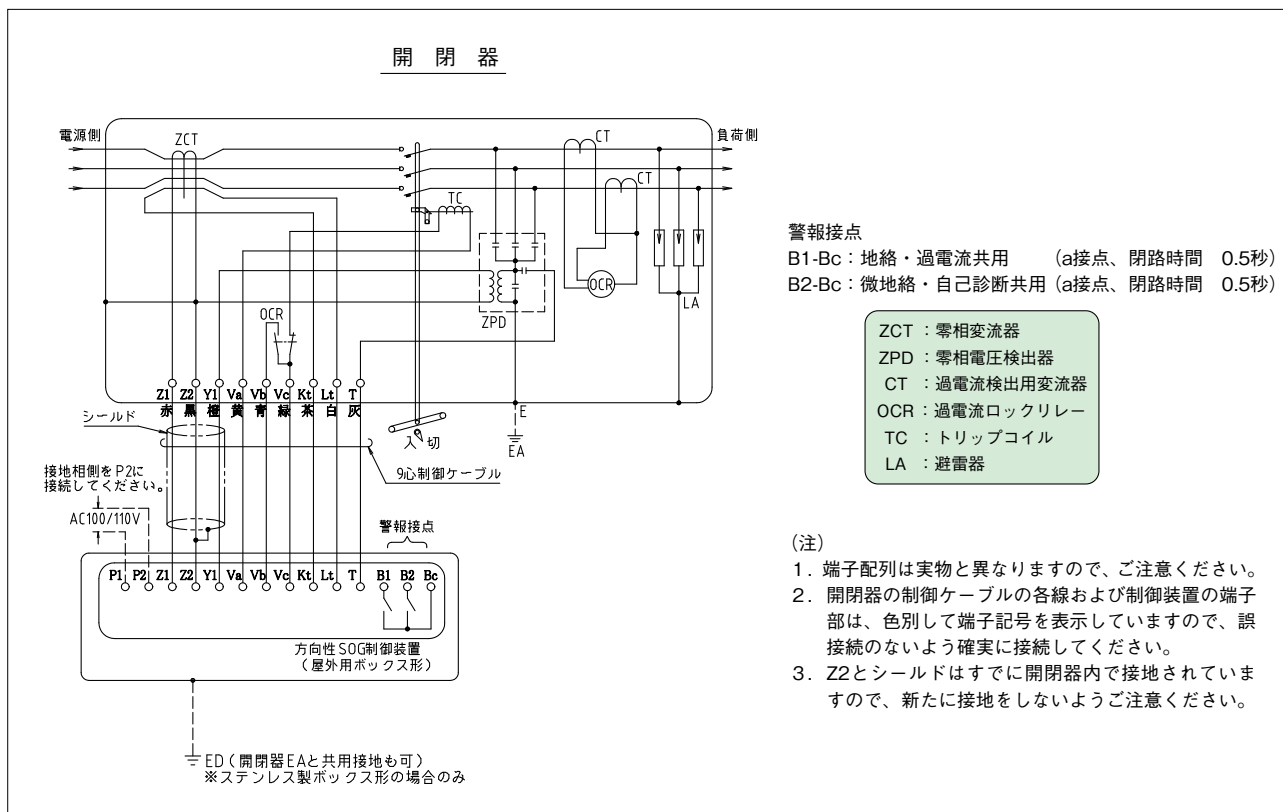 開閉器
電源側
ZCT
CT
負荷側
CT
TC
OCR
OCR
ZPD
LA
Z1 Z2 Y1 Va Vb Vc Kt Lt T
赤 黒 橙 黄 青 緑 茶 白 灰
E
シールド
入 切
EA
9心制御ケーブル
接地相側をP2に
接続してください。
AC100/110V
警報接点
P1 P2 Z1 Z2 Y1 Va Vb Vc Kt Lt T B1 B2 Bc
方向性SOG制御装置
(屋外用ボックス形)
ED(開閉器EAと共用接地も可)
※ステンレス製ボックス形の場合のみ
警報接点
B1-Bc:地絡・過電流共用 (a接点、閉路時間 0.5秒)
B2-Bc:微地絡・自己診断共用(a接点、閉路時間 0.5秒)
ZCT:零相変流器
ZPD:零相電圧検出器
CT:過電流検出用変流器
OCR:過電流ロックリレー
TC:トリップコイル
LA:避雷器
(注)
1. 端子配列は実物と異なりますので、ご注意ください。
2. 開閉器の制御ケーブルの各線および制御装置の端子
部は、色別して端子記号を表示していますので、誤
接続のないよう確実に接続してください。
3. Z2とシールドはすでに開閉器内で接地されていま
すので、新たに接地をしないようご注意ください。